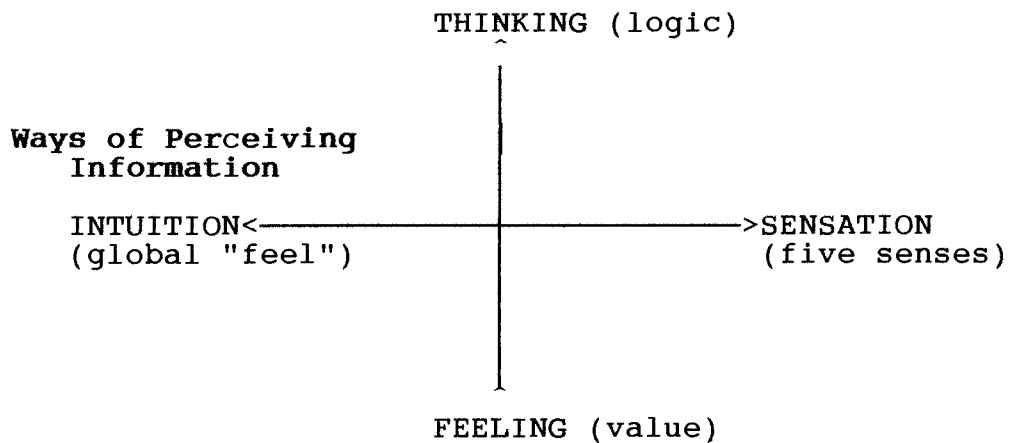 THINKING (logic)
Ways of Perceiving
Information
INTUITION<
>SENSATION
(global "feel")
(five senses)
FEELING (value)